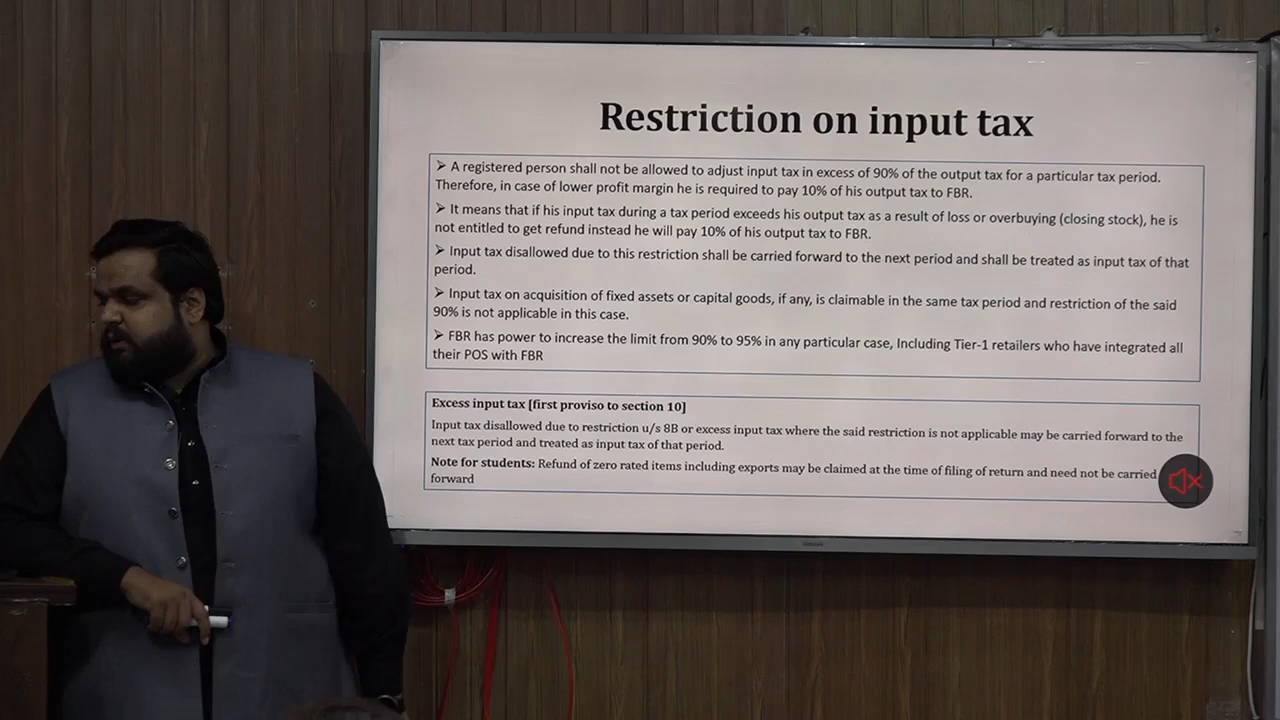 Restriction on input tax
➢ A registered person shall not be allowed to adjust input tax in excess of 90% of the output tax for a particular tax period.
Therefore, in case of lower profit margin he is required to pay 10% of his output tax to FBR.
➢ It means that if his input tax during a tax period exceeds his output tax as a result of loss or overbuying (closing stock), he is
not entitled to get refund instead he will pay 10% of his output tax to FBR.
➢ Input tax disallowed due to this restriction shall be carried forward to the next period and shall be treated as input tax of that
period.
➢ Input tax on acquisition of fixed assets or capital goods, if any, is claimable in the same tax period and restriction of the said
90% is not applicable in this case.
➢ FBR has power to increase the limit from 90% to 95% in any particular case, Including Tier-1 retailers who have integrated all
their POS with FBR
Excess input tax [first proviso to section 10]
Input tax disallowed due to restriction u/s 8B or excess input tax where the said restriction is not applicable may be carried forward to the
next tax period and treated as input tax of that period.
Note for students: Refund of zero rated items including exports may be claimed at the time of filing of return and need not be carried
forward